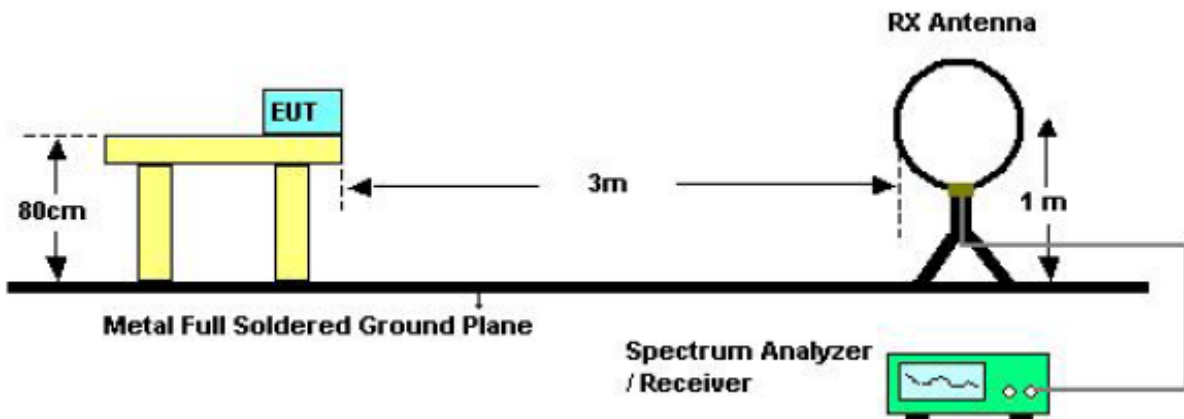 RX Antenna
EUT
80cm
3m
1 m
Metal Full Soldered Ground Plane
Spectrum Analyzer
/ Receiver